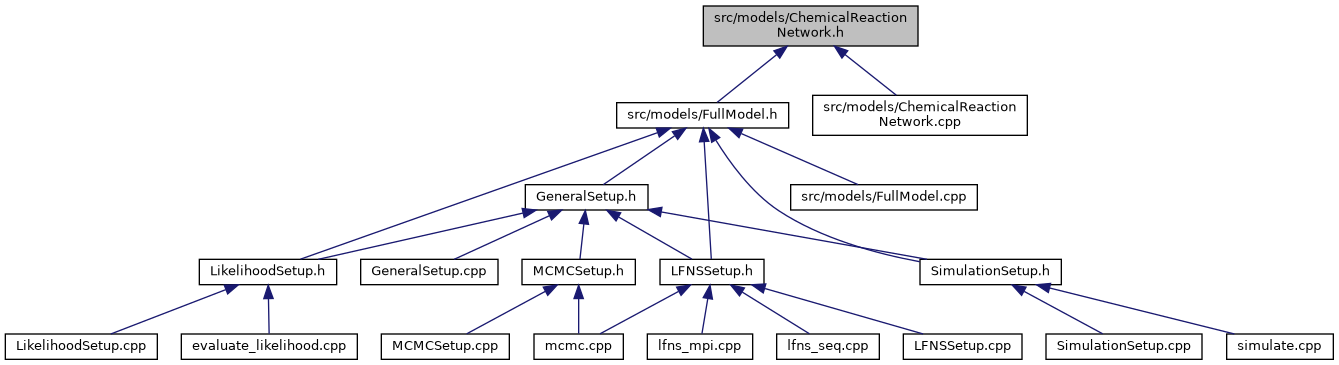 src/models/ChemicalReaction
Network.h
src/models/FullModel.h
src/models/ChemicalReaction
Network.cpp
GeneralSetup.h
src/models/FullModel.cpp
LikelihoodSetup.h
GeneralSetup.cpp
MCMCSetup.h
LFNSSetup.h
SimulationSetup.h
LikelihoodSetup.cpp
evaluate_likelihood.cpp
MCMCSetup.cpp
mcmc.cpp
lfns_mpi.cpp
lfns_seq.cpp
LFNSSetup.cpp
SimulationSetup.cpp
simulate.cpp